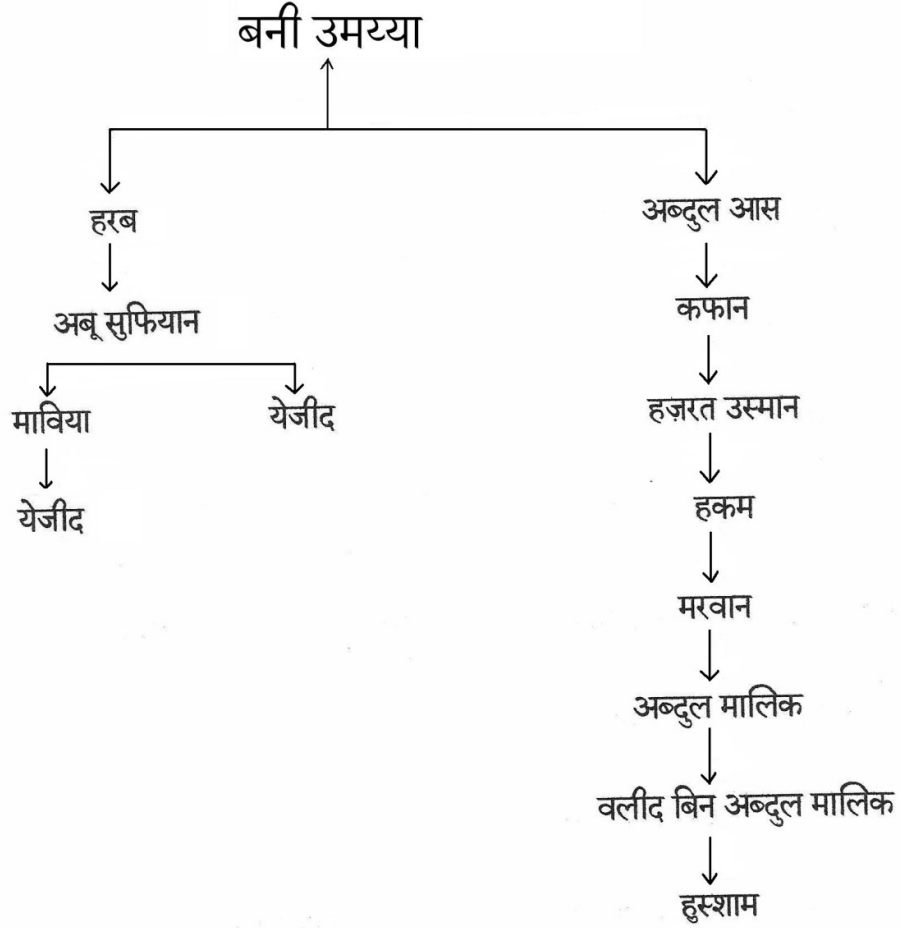 बनी उमय्या
हरब
अब्दुल आस
अबू सुफियान
कफान
माविया
येजीद
हज़रत उस्मान
येजीद
हकम
मरवान
अब्दुल मालिक
वलीद बिन अब्दुल मालिक
हुस्शाम